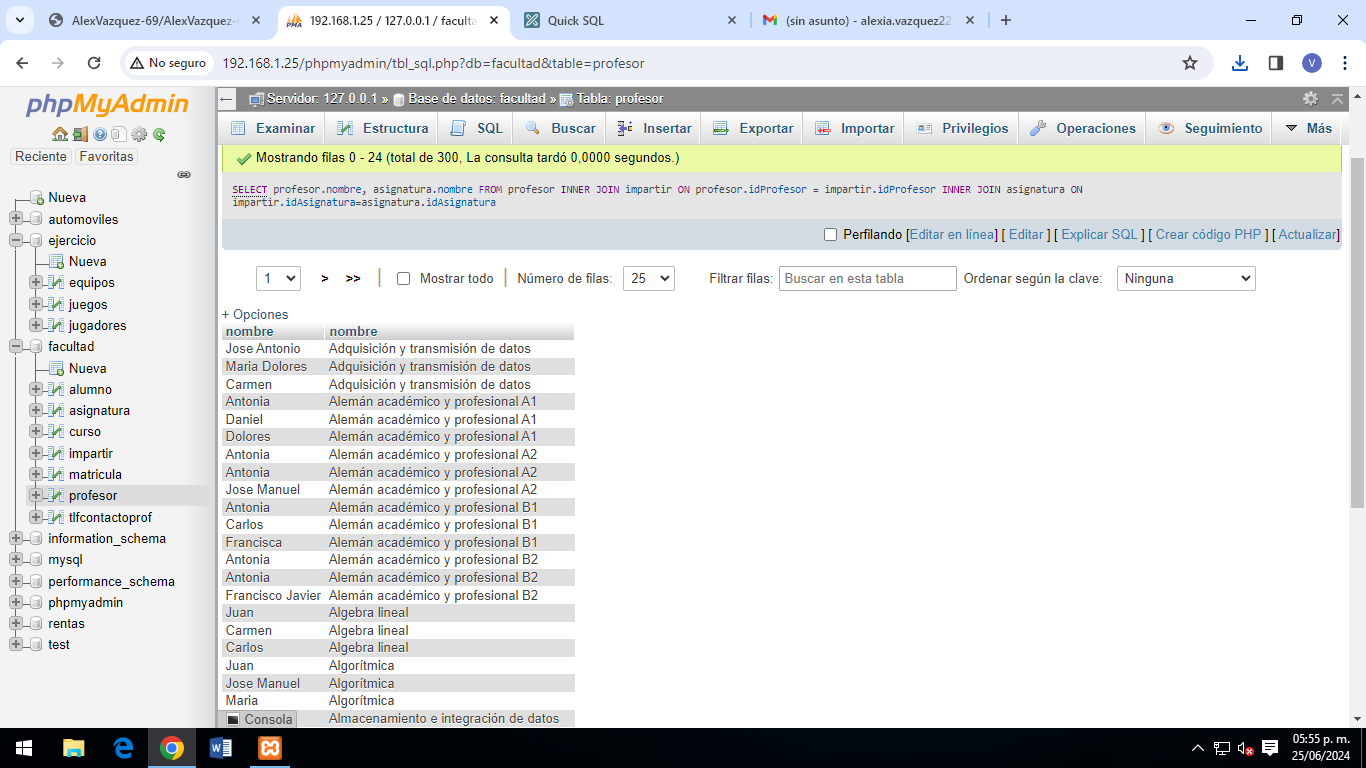 AlexVazquez-69/AlexVazquez-
192.168.1.25 / 127.0.0.1 / faculta
Quick SQL
(sin asunto) - alexia.vazquez22
No seguro
192.168.1.25/phpmyadmin/tbl_sql.php?db=facultad&table=profesor
V
phpMyAdmin
Reciente
Favoritas
Nueva
automoviles
ejercicio
Nueva
equipos
juegos
jugadores
facultad
Nueva
alumno
asignatura
curso
impartir
matricula
profesor
tlfcontactoprof
information_schema
mysql
performance_schema
phpmyadmin
rentas
test
Servidor: 127.0.0.1 » Base de datos: facultad » Tabla: profesor
Examinar Estructura SQL Buscar Insertar Exportar Importar Privilegios Operaciones Seguimiento Más
Mostrando filas 0 - 24 (total de 300, La consulta tardó 0,0000 segundos.)
SELECT profesor.nombre, asignatura.nombre FROM profesor INNER JOIN impartir ON profesor.idProfesor = impartir.idProfesor INNER JOIN asignatura ON
impartir.idAsignatura=asignatura.idAsignatura
Perfilando [Editar en línea] [ Editar ] [ Explicar SQL ] [ Crear código PHP ] [ Actualizar]
1 > >> | Mostrar todo | Número de filas: 25 Filtrar filas: Buscar en esta tabla Ordenar según la clave: Ninguna
+ Opciones
nombre nombre
Jose Antonio Adquisición y transmisión de datos
Maria Dolores Adquisición y transmisión de datos
Carmen Adquisición y transmisión de datos
Antonia Alemán académico y profesional A1
Daniel Alemán académico y profesional A1
Dolores Alemán académico y profesional A1
Antonia Alemán académico y profesional A2
Antonia Alemán académico y profesional A2
Jose Manuel Alemán académico y profesional A2
Antonia Alemán académico y profesional B1
Carlos Alemán académico y profesional B1
Francisca Alemán académico y profesional B1
Antonia Alemán académico y profesional B2
Antonia Alemán académico y profesional B2
Francisco Javier Alemán académico y profesional B2
Juan Algebra lineal
Carmen Algebra lineal
Carlos Algebra lineal
Juan Algorítmica
Jose Manuel Algorítmica
Maria Algorítmica
Consola Almacenamiento e integración de datos
05:55 p. m.
25/06/2024